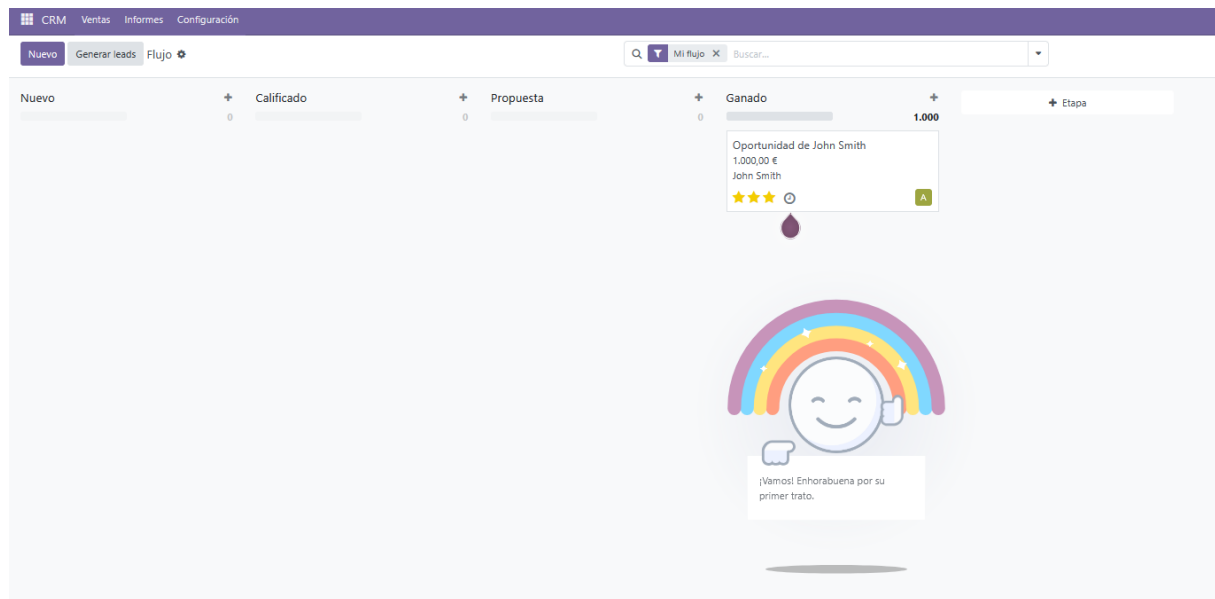 CRM Ventas Informes Configuración
Nuevo Generar leads Flujo Mi flujo Buscar...
Nuevo Calificado Propuesta Ganado Etapa
0 0 0 1.000
Oportunidad de John Smith
1.000,00 €
John Smith
A
¡Vamos! Enhorabuena por su
primer trato.